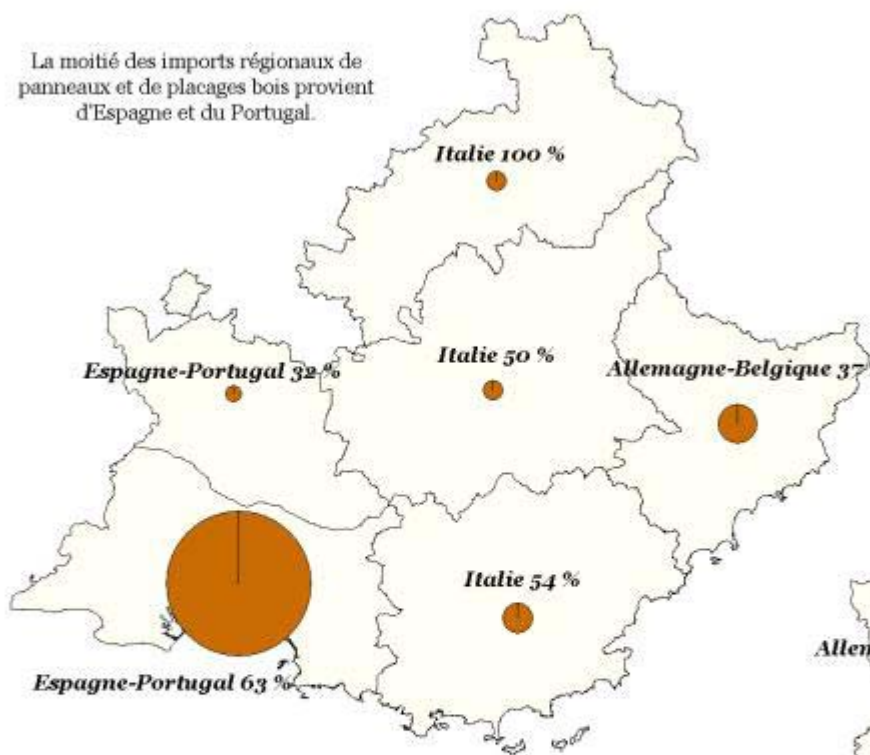 La moitié des imports régionaux de
panneaux et de placages bois provient
d'Espagne et du Portugal.
Italie 100 %
Espagne-Portugal 32 %
Italie 50 %
Allemagne-Belgique 37
Italie 54 %
Espagne-Portugal 63 %